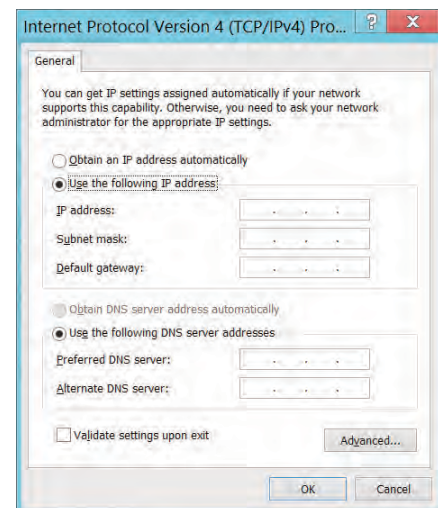 Internet Protocol Version 4 (TCP/IPv4) Pro...
General
You can get IP settings assigned automatically if your network
supports this capability. Otherwise, you need to ask your network
administrator for the appropriate IP settings.
Obtain an IP address automatically
Use the following IP address:
IP address:
Subnet mask:
Default gateway:
Obtain DNS server address automatically
Use the following DNS server addresses
Preferred DNS server:
Alternate DNS server:
Validate settings upon exit
Advanced...
OK Cancel